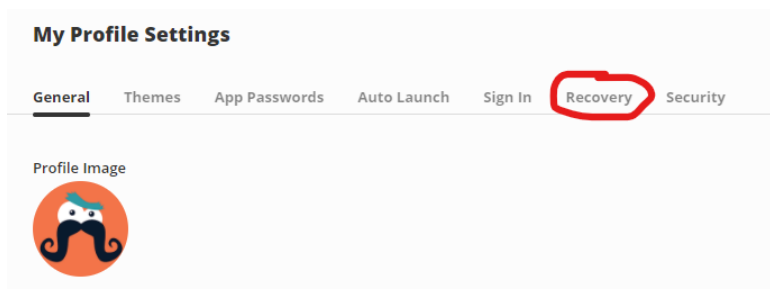 My Profile Settings
General Themes App Passwords Auto Launch Sign In Recovery Security
Profile Image